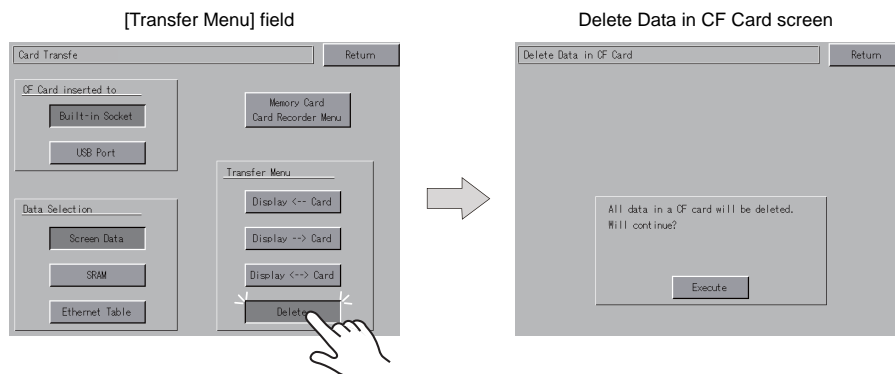 [Transfer Menu] field
Card Transfe
Return
CF Card inserted to
Built-in Socket
USB Port
Memory Card
Card Recorder Menu
Data Selection
Screen Data
SRAM
Ethernet Table
Transfer Menu
Display <-- Card
Display --> Card
Display <--> Card
Delete
Delete Data in CF Card screen
Delete Data in CF Card
Return
All data in a CF card will be deleted.
Will continue?
Execute